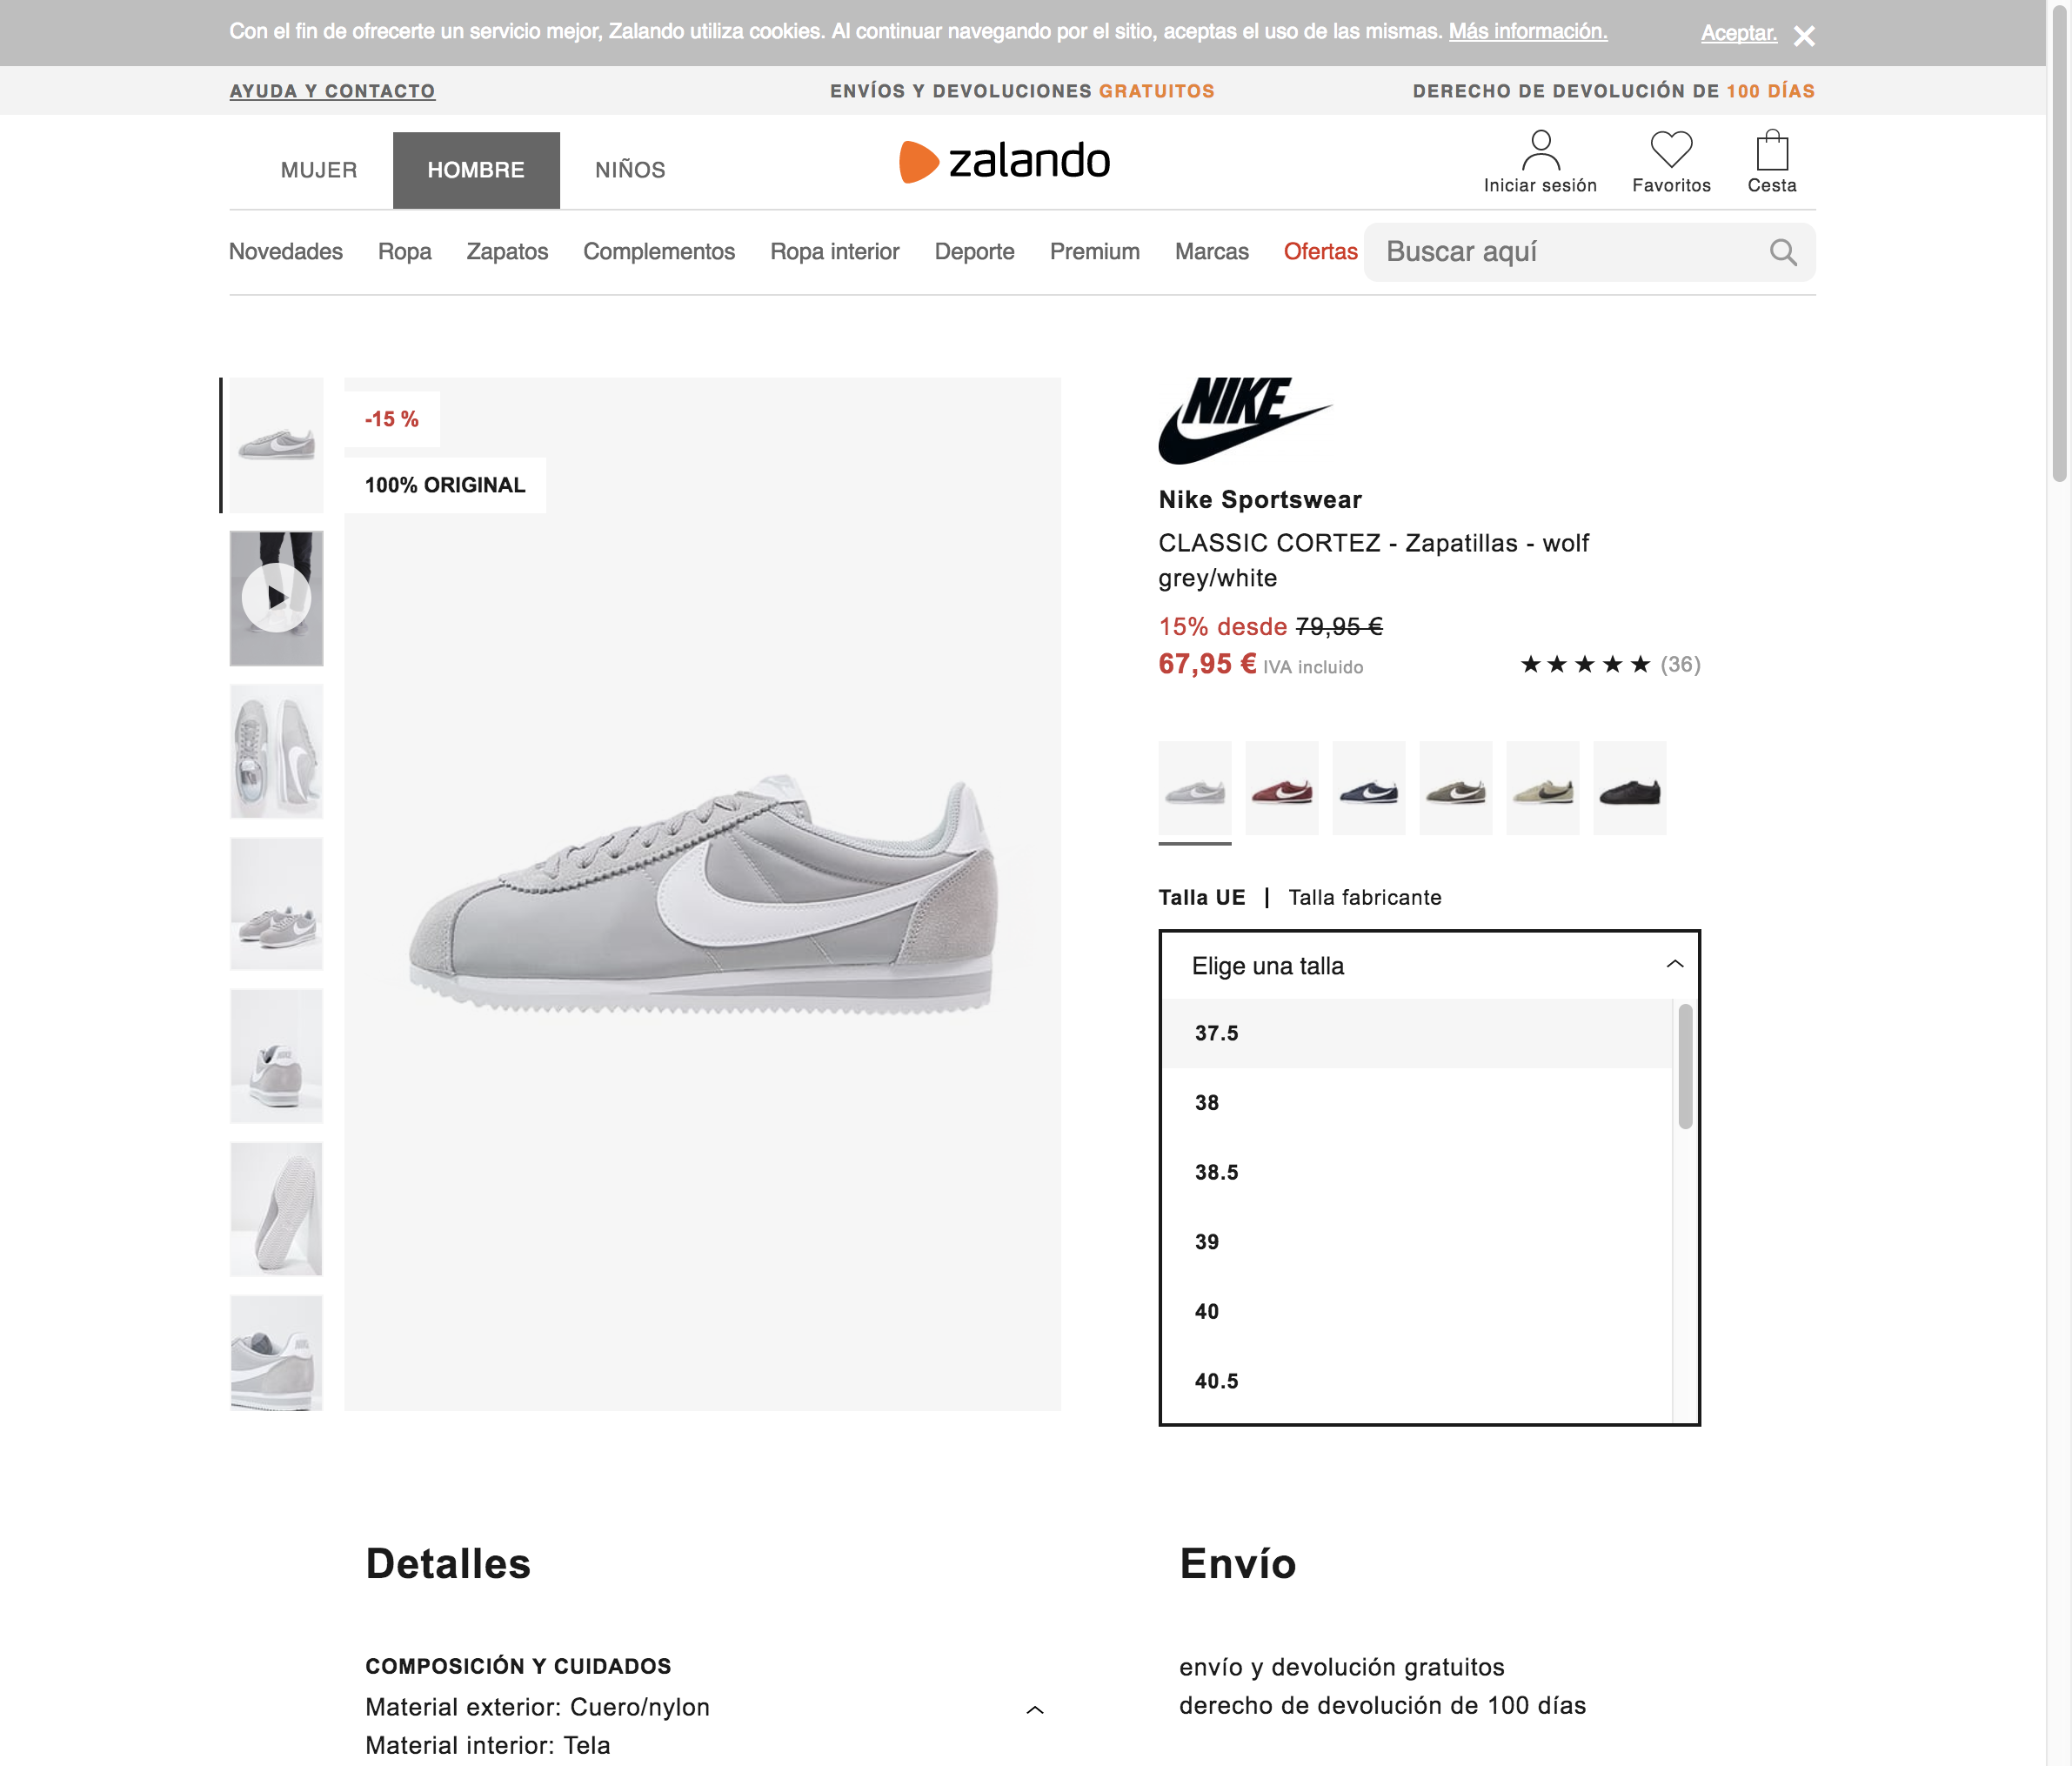 Con el fin de ofrecerte un servicio mejor, Zalando utiliza cookies. Al continuar navegando por el sitio, aceptas el uso de las mismas. Más información. Aceptar.
AYUDA Y CONTACTO
ENVÍOS Y DEVOLUCIONES GRATUITOS
DERECHO DE DEVOLUCIÓN DE 100 DÍAS
MUJER
HOMBRE
NIÑOS
zalando
Iniciar sesión
Favoritos
Cesta
Novedades
Ropa
Zapatos
Complementos
Ropa interior
Deporte
Premium
Marcas
Ofertas
Buscar aquí
-15 %
100% ORIGINAL
NIKE
Nike Sportswear
CLASSIC CORTEZ - Zapatillas - wolf
grey/white
15% desde 79,95 €
67,95 € IVA incluido
★★★★★ (36)
Talla UE | Talla fabricante
Elige una talla
37.5
38
38.5
39
40
40.5
Detalles
COMPOSICIÓN Y CUIDADOS
Material exterior: Cuero/nylon
Material interior: Tela
Envío
envío y devolución gratuitos
derecho de devolución de 100 días